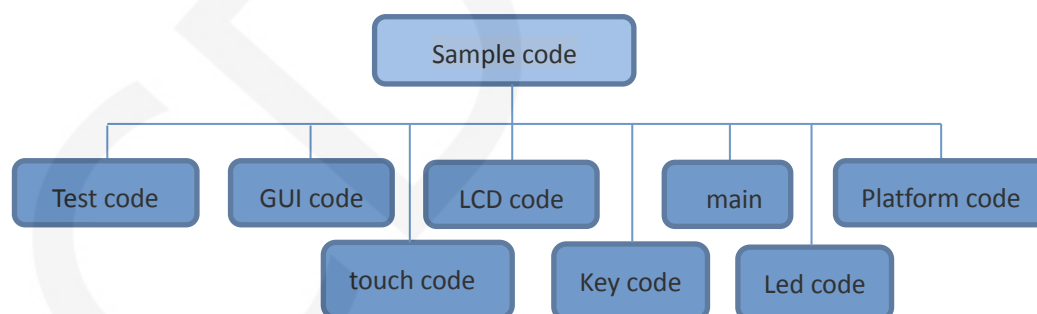 Sample code
Test code
GUI code
LCD code
main
Platform code
touch code
Key code
Led code